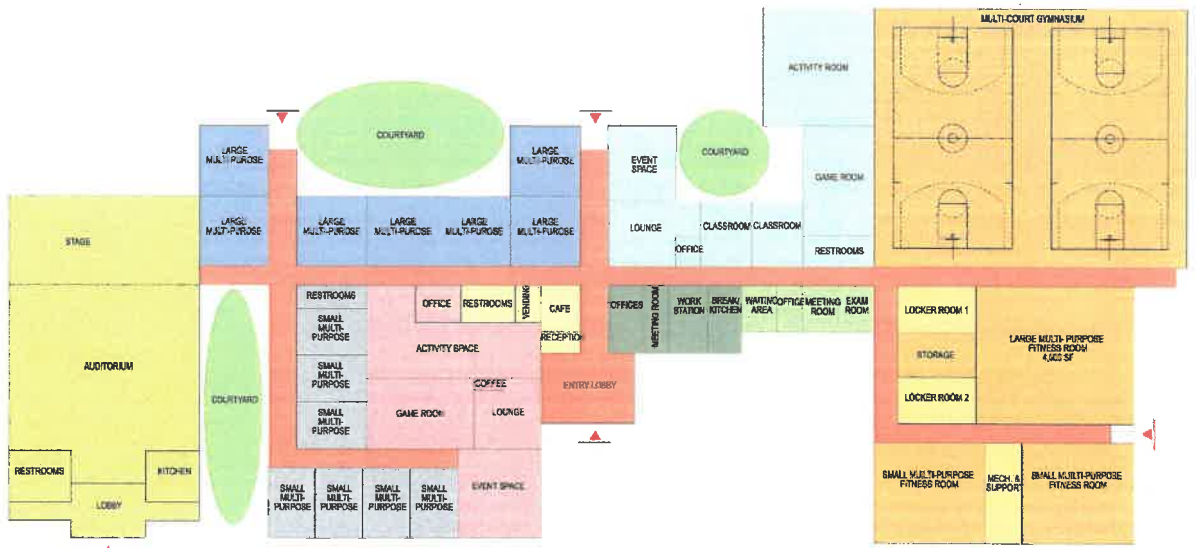 MULTI-COURT GYMNASIUM
ACTIVITY ROOM
COURTYARD
LARGE
MULTI-PUROSE
LARGE
MULTI-PUROSE
EVENT
SPACE
COURTYARD
GAME ROOM
STAGE
LARGE
MULTI-PUROSE
LARGE
MULTI-PUROSE
LARGE
MULTI-PUROSE
LARGE
MULTI-PUROSE
LARGE
MULTI-PUROSE
LOUNGE
OFFICE
CLASSROOM
CLASSROOM
RESTROOMS
RESTROOMS
OFFICE
RESTROOMS
VENDING
CAFE
RECEPTION
OFFICES
MEETING ROOM
WORK
STATION
BREAK/
KITCHEN
WAITING
AREA
OFFICE
MEETING
ROOM
EXAM
ROOM
LOCKER ROOM 1
STORAGE
LOCKER ROOM 2
LARGE MULTI- PURPOSE
FITNESS ROOM
4,000 SF
AUDITORIUM
COURTYARD
SMALL
MULTI-
PURPOSE
SMALL
MULTI-
PURPOSE
SMALL
MULTI-
PURPOSE
ACTIVITY SPACE
GAME ROOM
COFFEE
LOUNGE
ENTRY LOBBY
RESTROOMS
KITCHEN
LOBBY
SMALL
MULTI-
PURPOSE
SMALL
MULTI-
PURPOSE
SMALL
MULTI-
PURPOSE
SMALL
MULTI-
PURPOSE
EVENT SPACE
SMALL MULTI-PURPOSE
FITNESS ROOM
MECH. &
SUPPORT
SMALL MULTI-PURPOSE
FITNESS ROOM